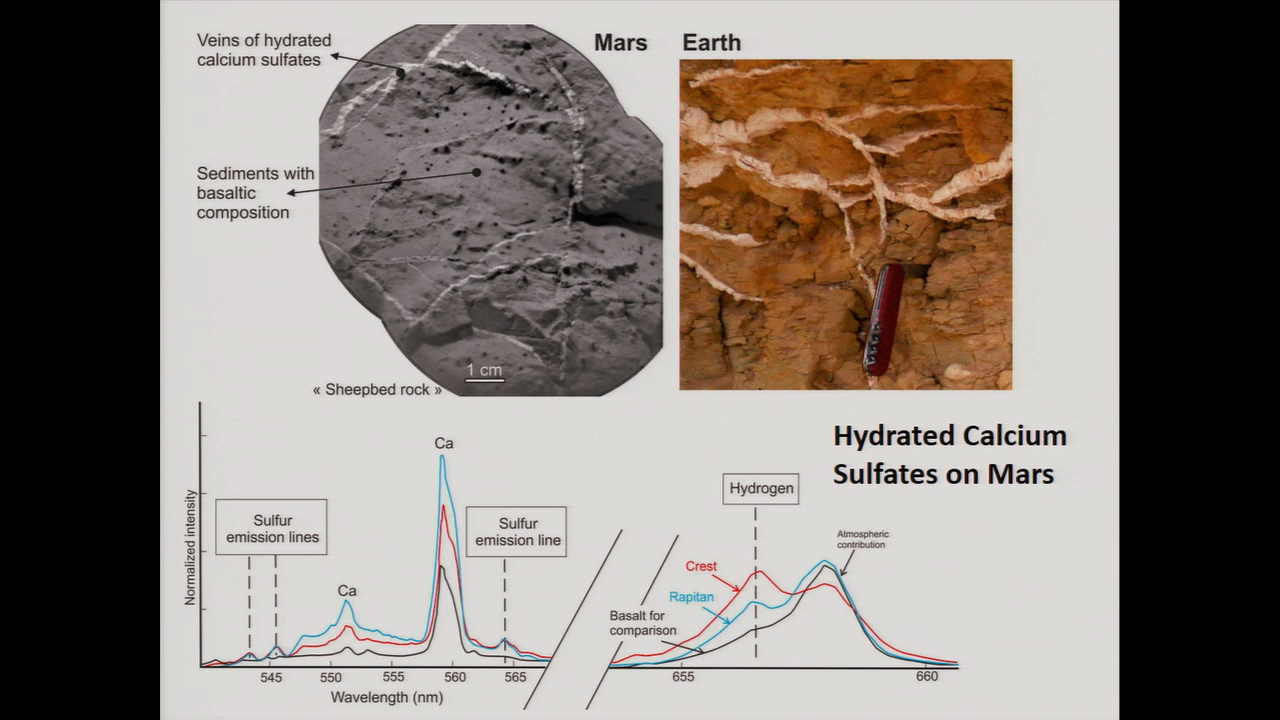 Veins of hydrated
calcium sulfates
Mars
Earth
Sediments with
basaltic
composition
1 cm
« Sheepbed rock »
Hydrated Calcium
Sulfates on Mars
Normalized intensity
Sulfur
emission lines
Ca
Ca
Sulfur
emission line
Hydrogen
Atmospheric
contribution
Crest
Rapitan
Basalt for
comparison
545
550
555
560
565
655
660
Wavelength (nm)